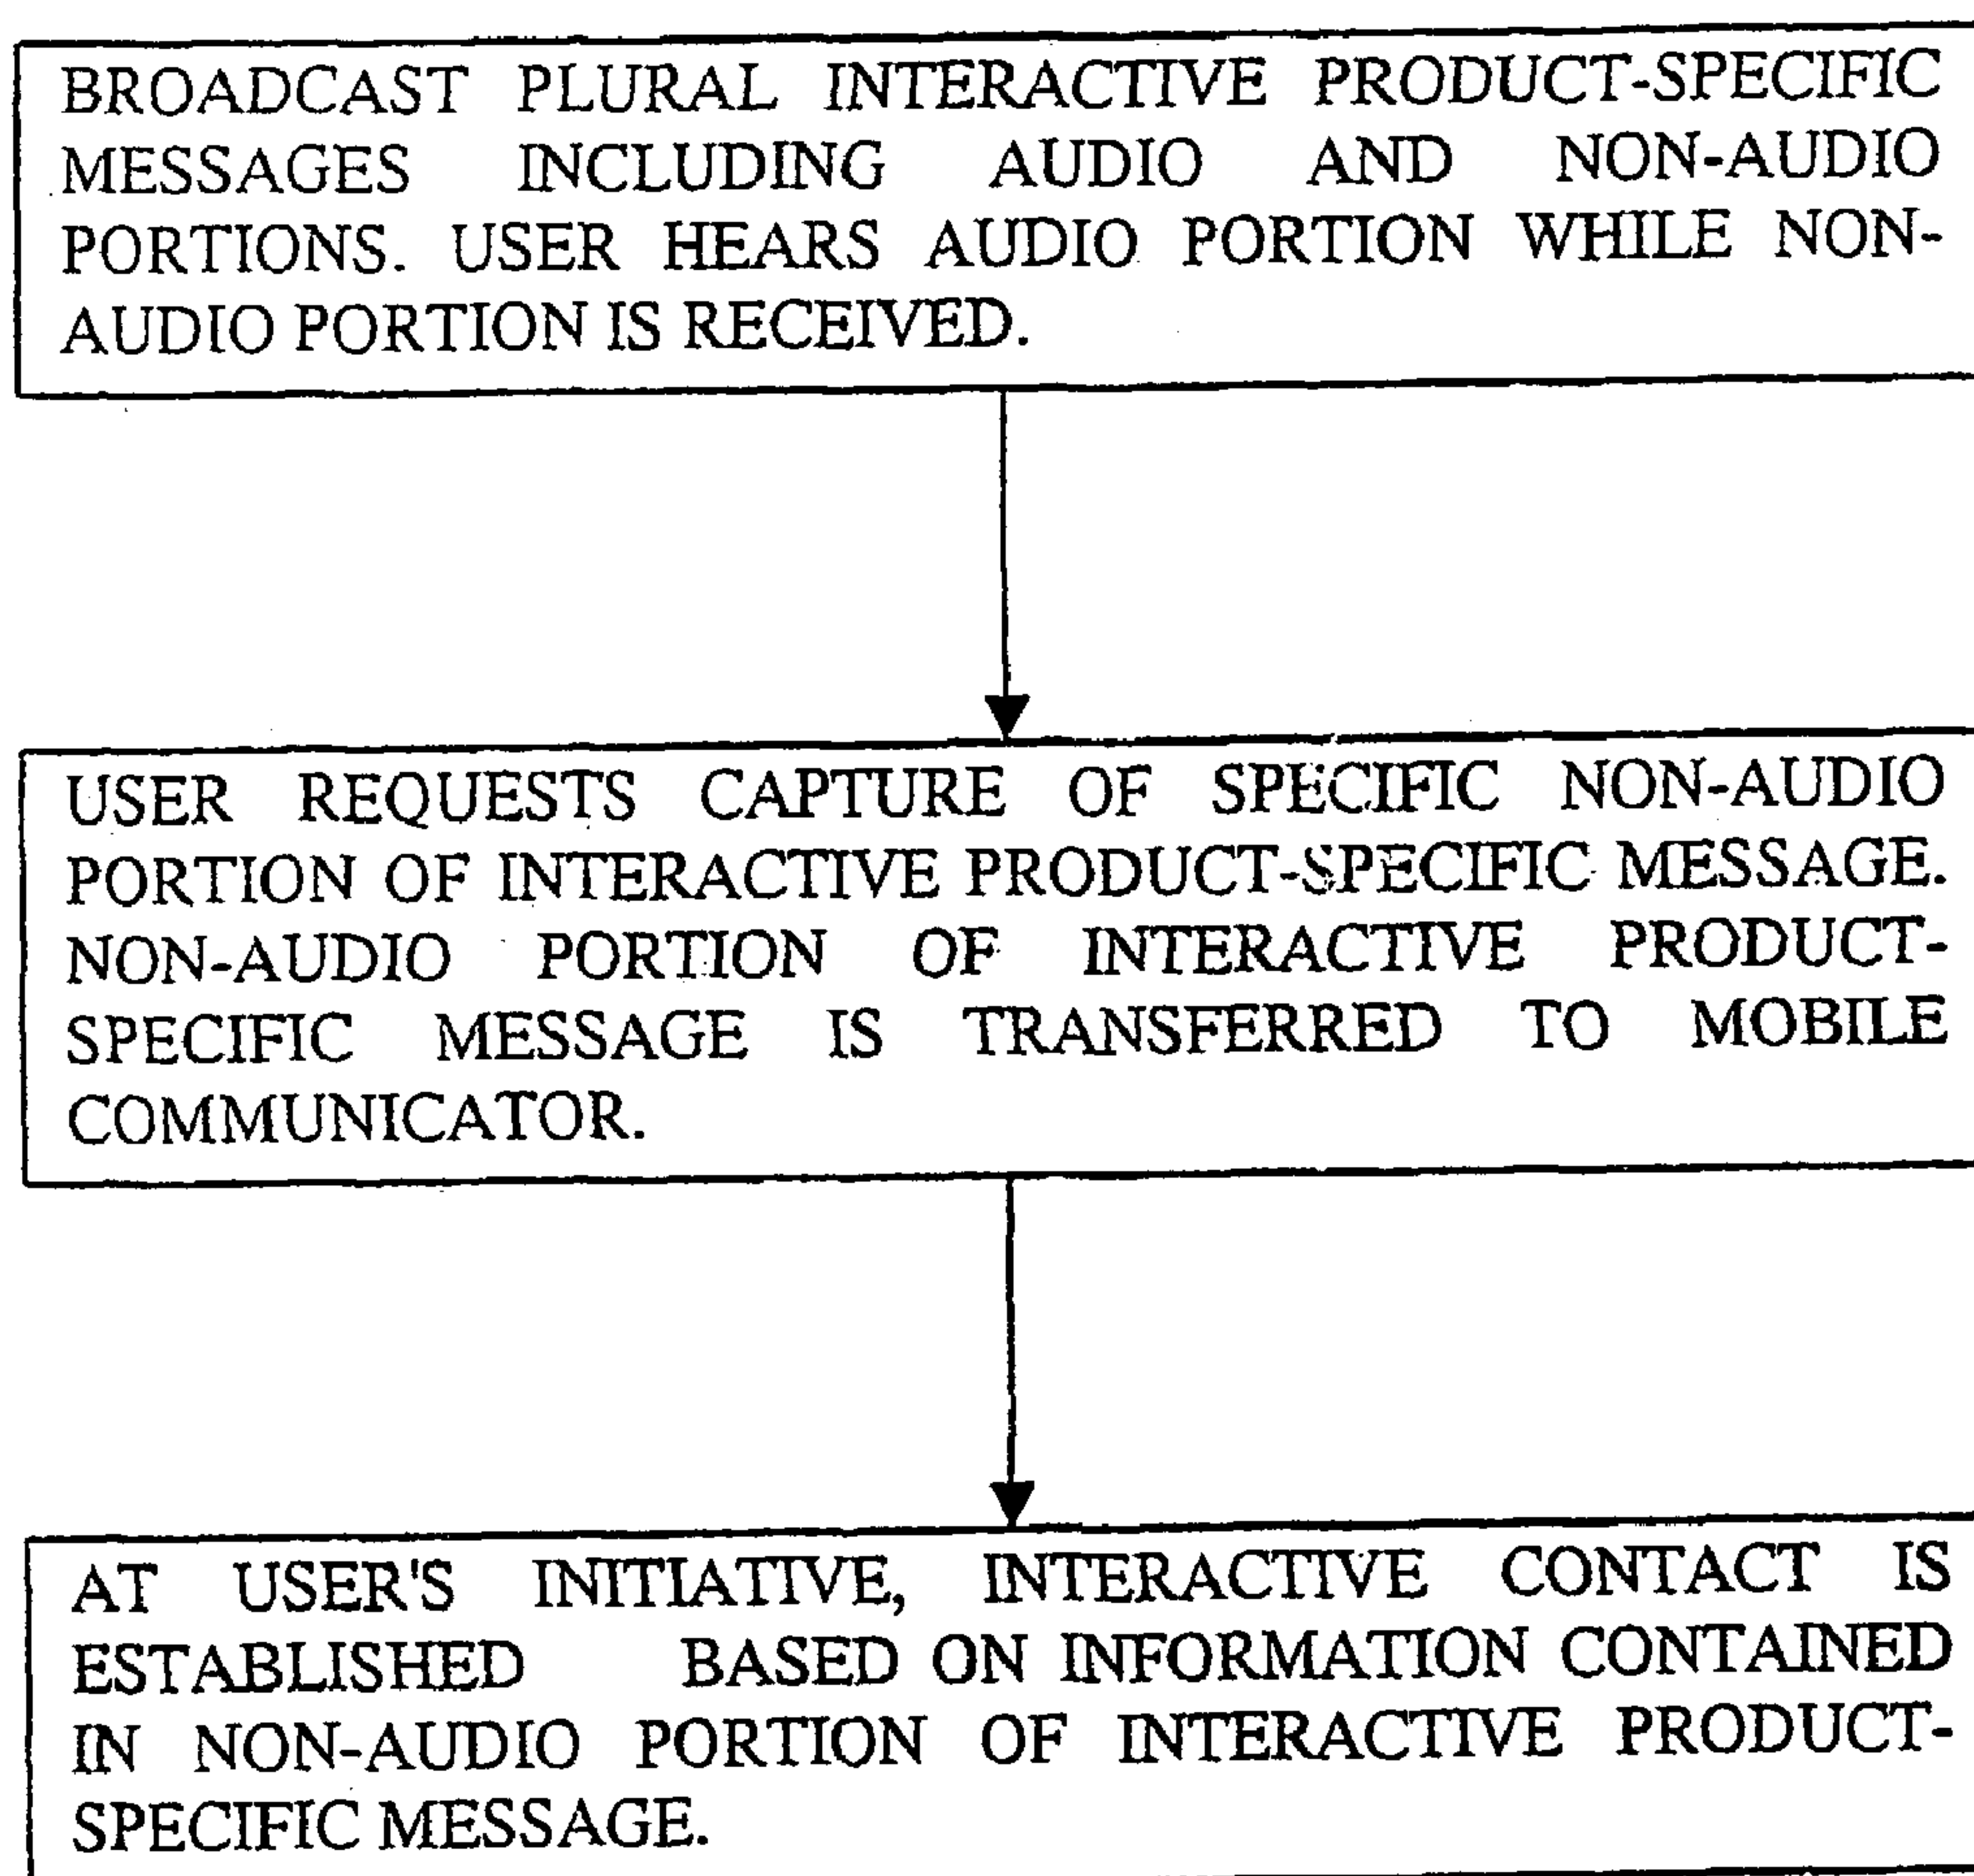 BROADCAST PLURAL INTERACTIVE PRODUCT-SPECIFIC
MESSAGES INCLUDING AUDIO AND NON-AUDIO
PORTIONS. USER HEARS AUDIO PORTION WHILE NON-
AUDIO PORTION IS RECEIVED.
USER REQUESTS CAPTURE OF SPECIFIC NON-AUDIO
PORTION OF INTERACTIVE PRODUCT-SPECIFIC MESSAGE.
NON-AUDIO PORTION OF INTERACTIVE PRODUCT-
SPECIFIC MESSAGE IS TRANSFERRED TO MOBILE
COMMUNICATOR.
AT USER'S INITIATIVE, INTERACTIVE CONTACT IS
ESTABLISHED BASED ON INFORMATION CONTAINED
IN NON-AUDIO PORTION OF INTERACTIVE PRODUCT-
SPECIFIC MESSAGE.